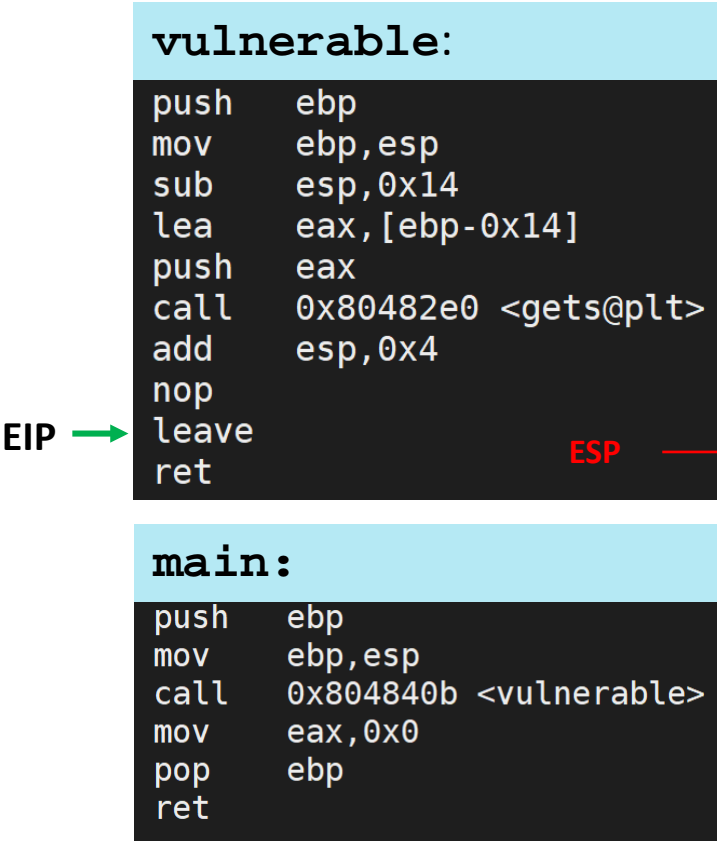 vulnerable:
push ebp
mov ebp,esp
sub esp,0x14
lea eax,[ebp-0x14]
push eax
call 0x80482e0 <gets@plt>
add esp,0x4
nop
EIP leave
ret ESP
main:
push ebp
mov ebp,esp
call 0x804840b <vulnerable>
mov eax,0x0
pop ebp
ret